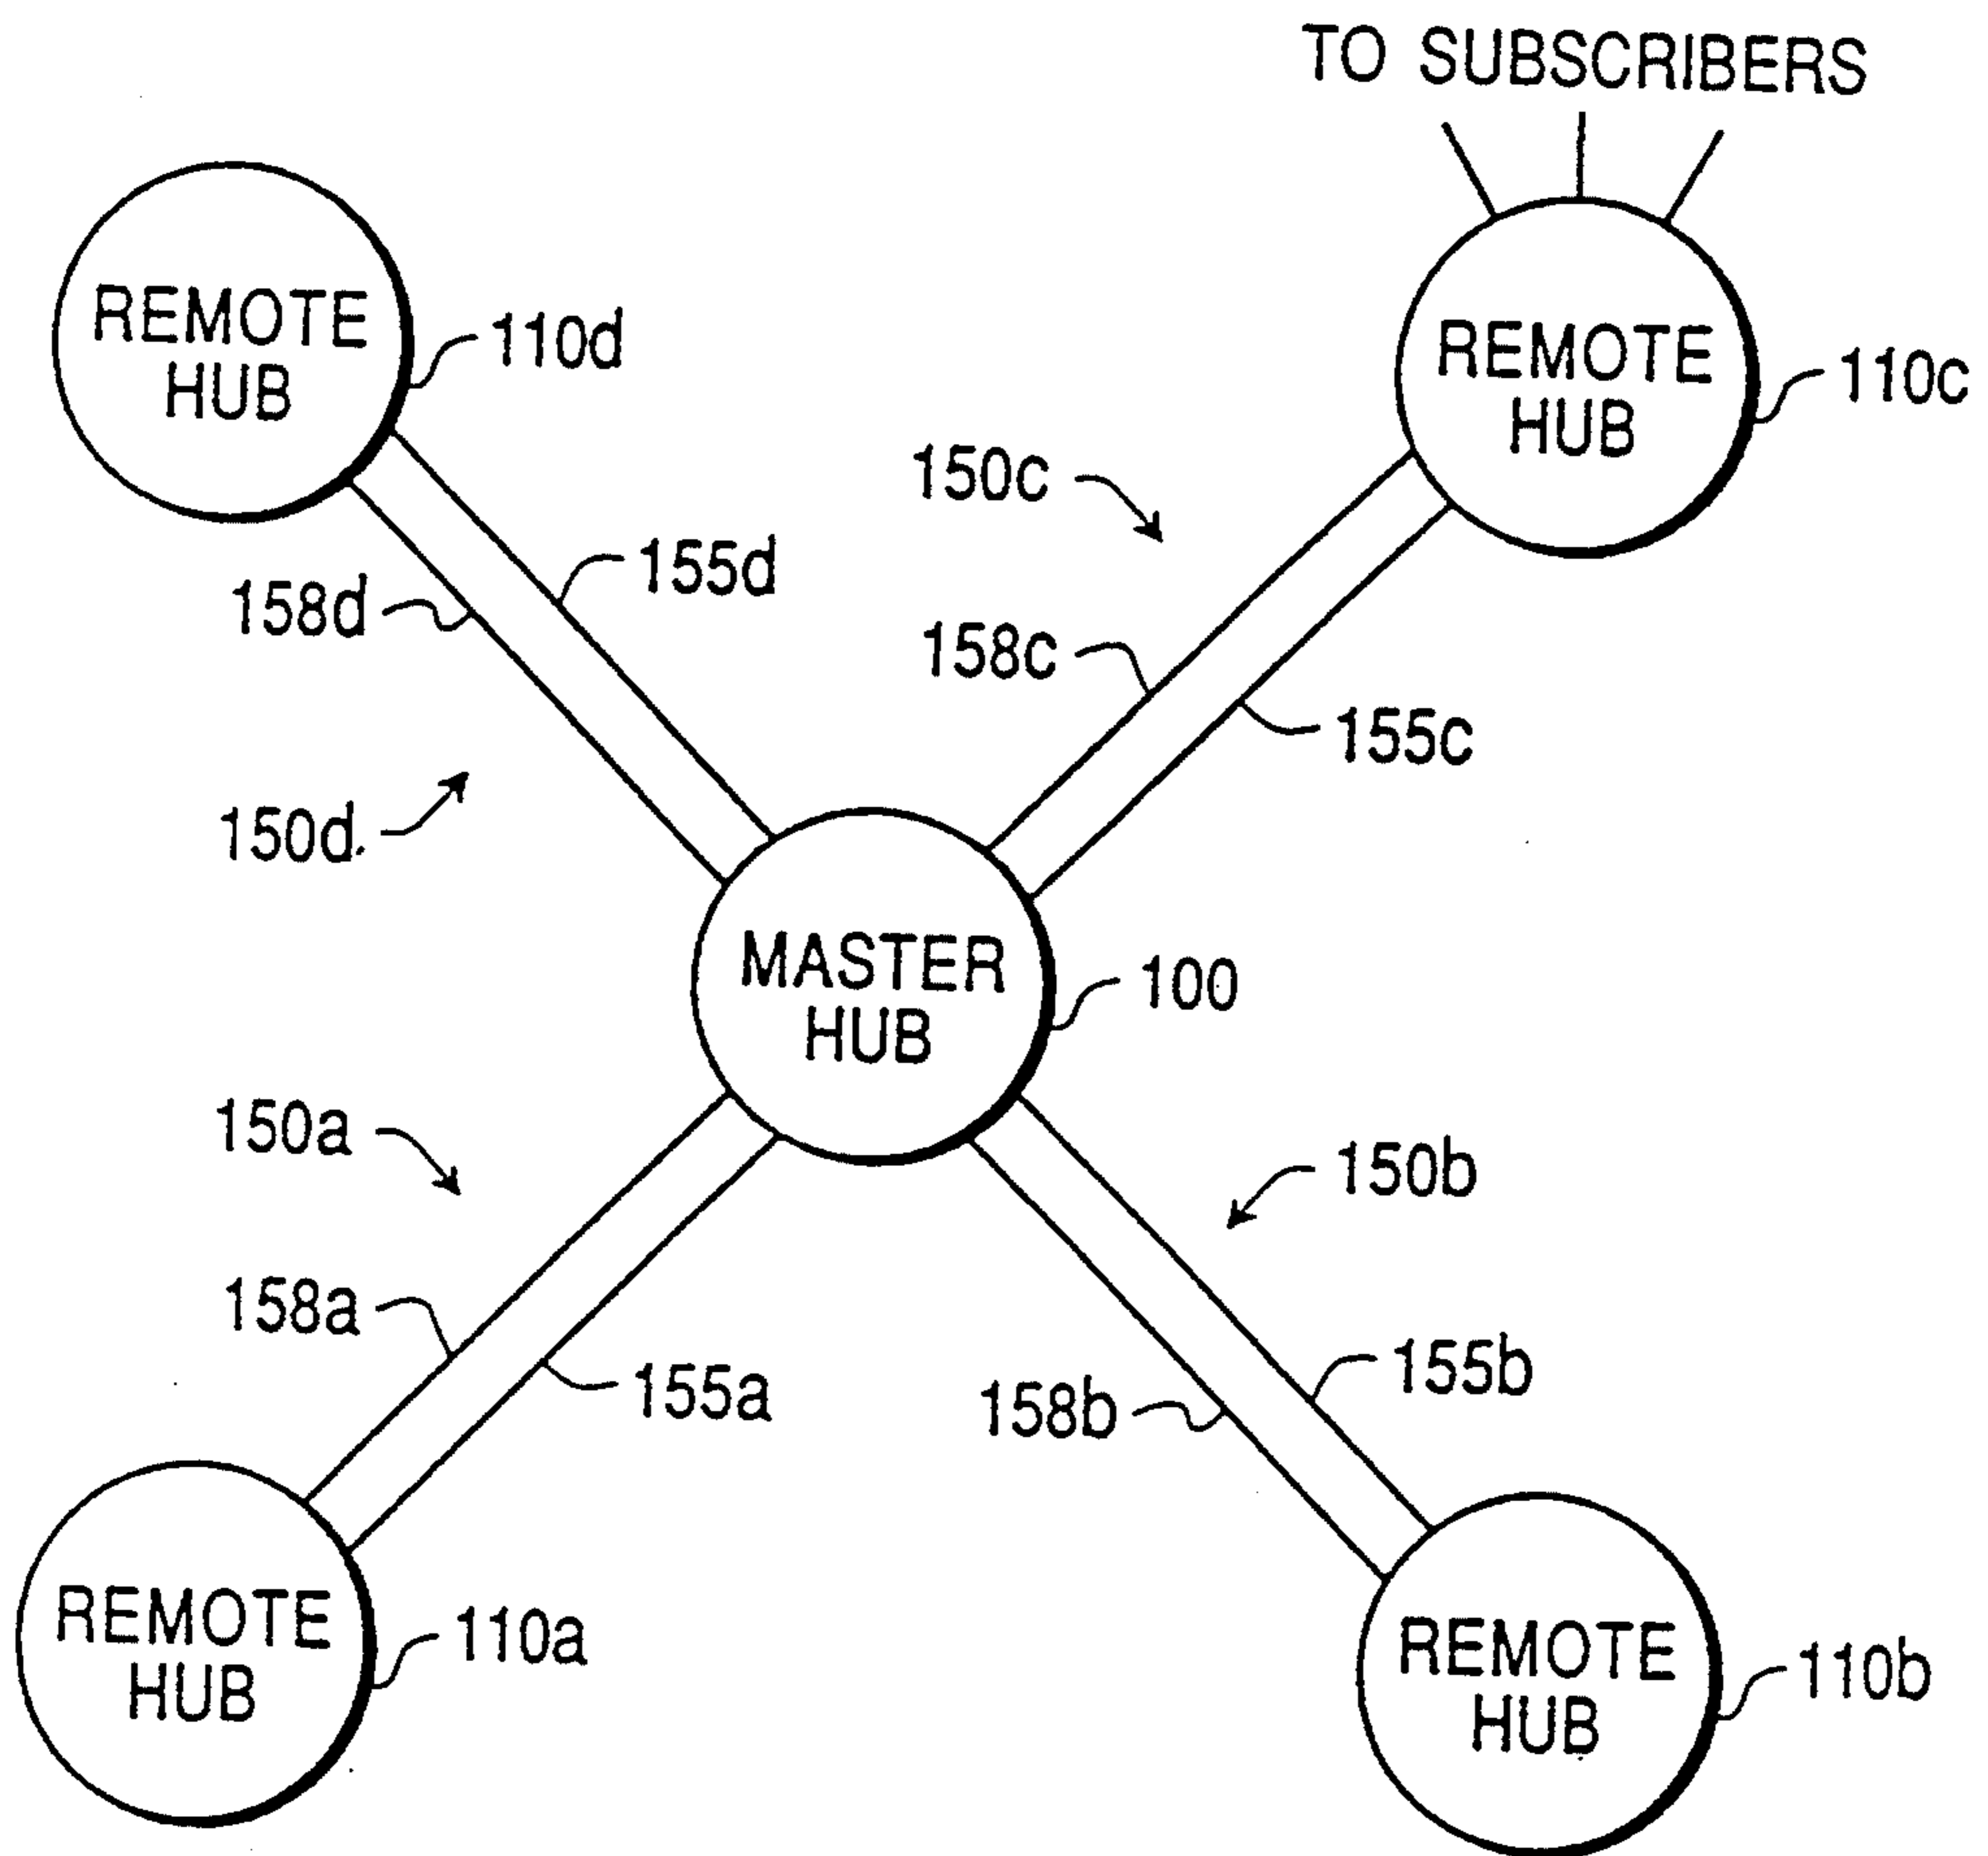 TO SUBSCRIBERS
REMOTE
HUB
110d
REMOTE
HUB
110c
150c
155d
158d
158c
155c
150d
MASTER
HUB
100
150a
150b
158a
155a
155b
158b
REMOTE
HUB
110a
REMOTE
HUB
110b